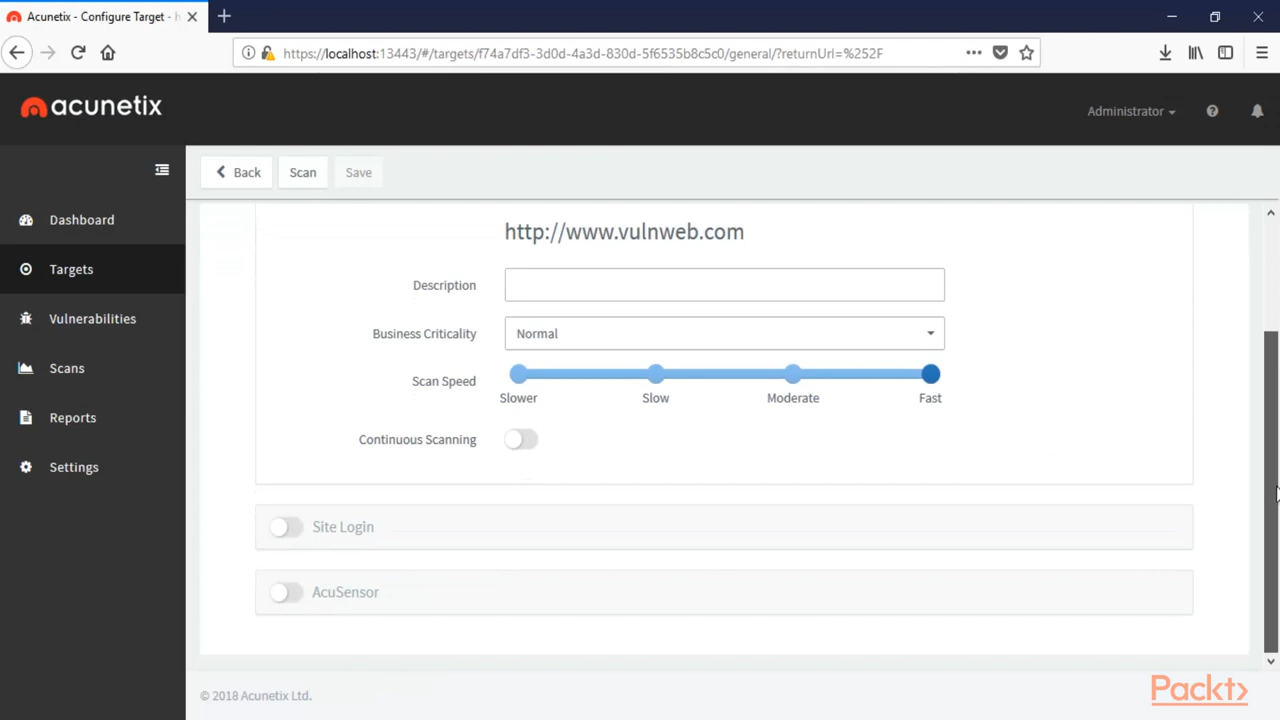 Acunetix - Configure Target - h
https://localhost:13443/#/targets/f74a7df3-3d0d-4a3d-830d-5f6535b8c5c0/general/?returnUrl=%252F
acunetix
Administrator
Back
Scan
Save
Dashboard
Targets
Vulnerabilities
Scans
Reports
Settings
http://www.vulnweb.com
Description
Business Criticality
Normal
Scan Speed
Slower
Slow
Moderate
Fast
Continuous Scanning
Site Login
AcuSensor
© 2018 Acunetix Ltd.
Packt>